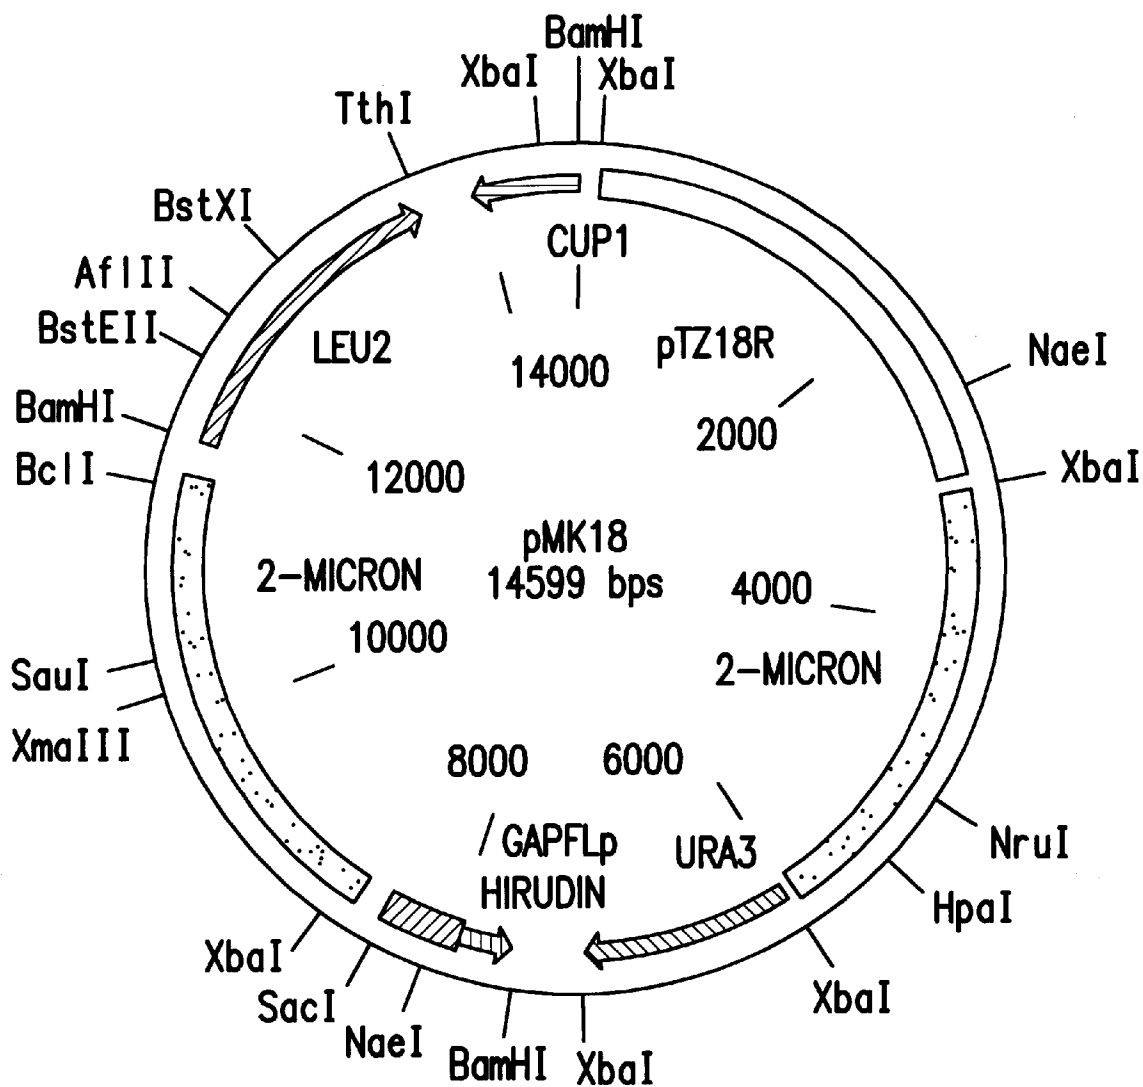 BamHI
XbaI
XbaI
TthI
BstXI
AflII
BstEII
BamHI
BclI
SauI
XmaIII
XbaI
SacI
NaeI
BamHI
XbaI
XbaI
HpaI
NruI
XbaI
NaeI
CUP1
LEU2
pTZ18R
14000
2000
12000
pMK18
14599 bps
2-MICRON
4000
10000
2-MICRON
8000
6000
GAPFLp
HIRUDIN
URA3